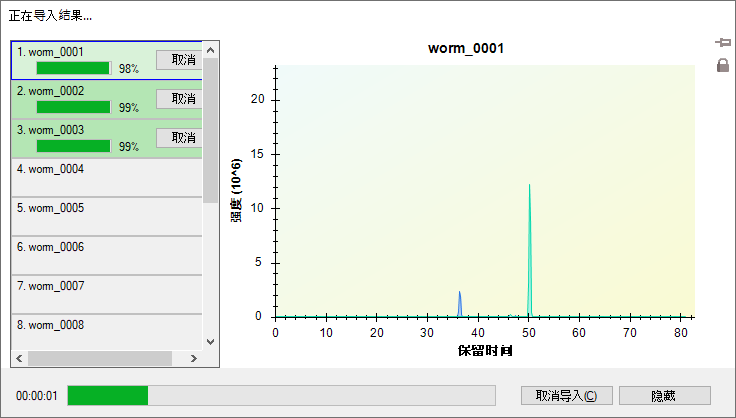 正在导入结果...
1. worm_0001
98%
取消
2. worm_0002
99%
取消
3. worm_0003
99%
取消
4. worm_0004
5. worm_0005
6. worm_0006
7. worm_0007
8. worm_0008
worm_0001
强度 (10^6)
20
15
10
5
0
0 10 20 30 40 50 60 70 80
保留时间
00:00:01
取消导入(C)
隐藏